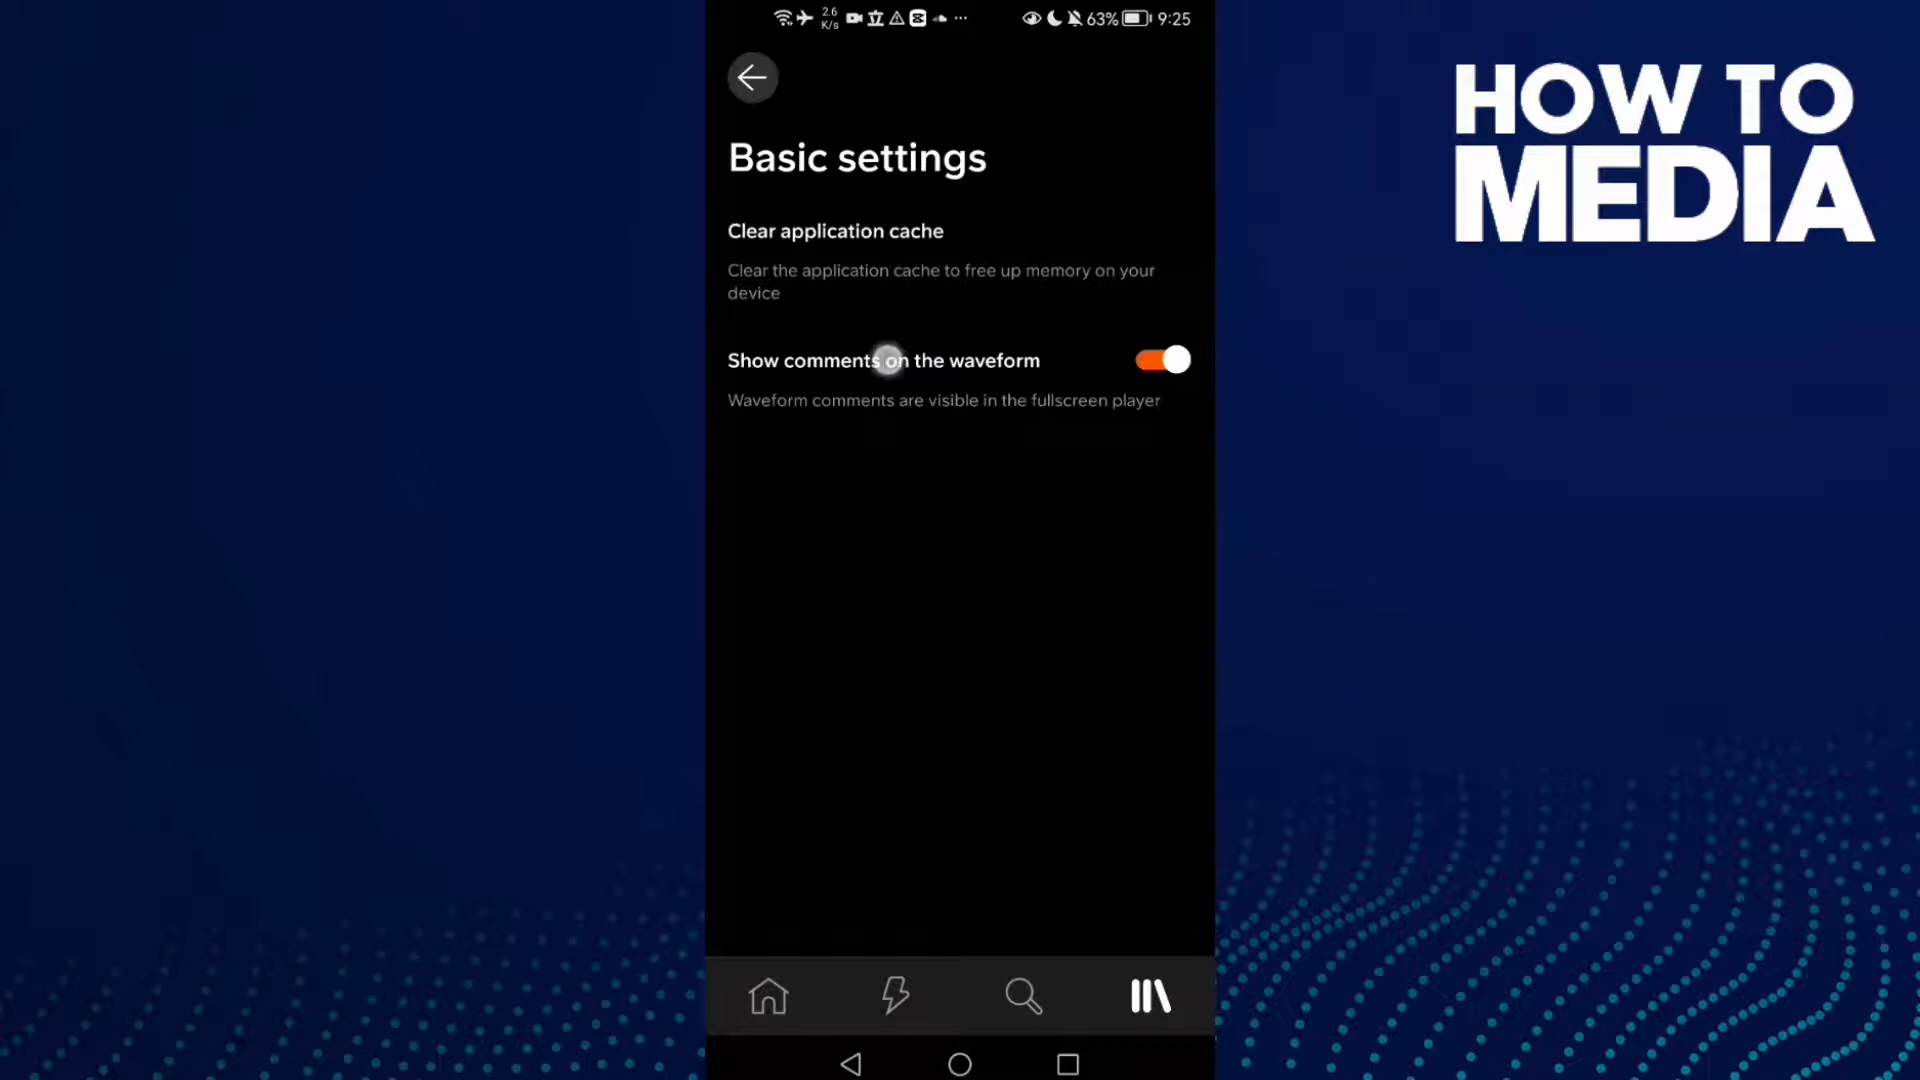 2.6
K/s
63%
9:25
HOW TO
MEDIA
Basic settings
Clear application cache
Clear the application cache to free up memory on your
device
Show comments on the waveform
Waveform comments are visible in the fullscreen player